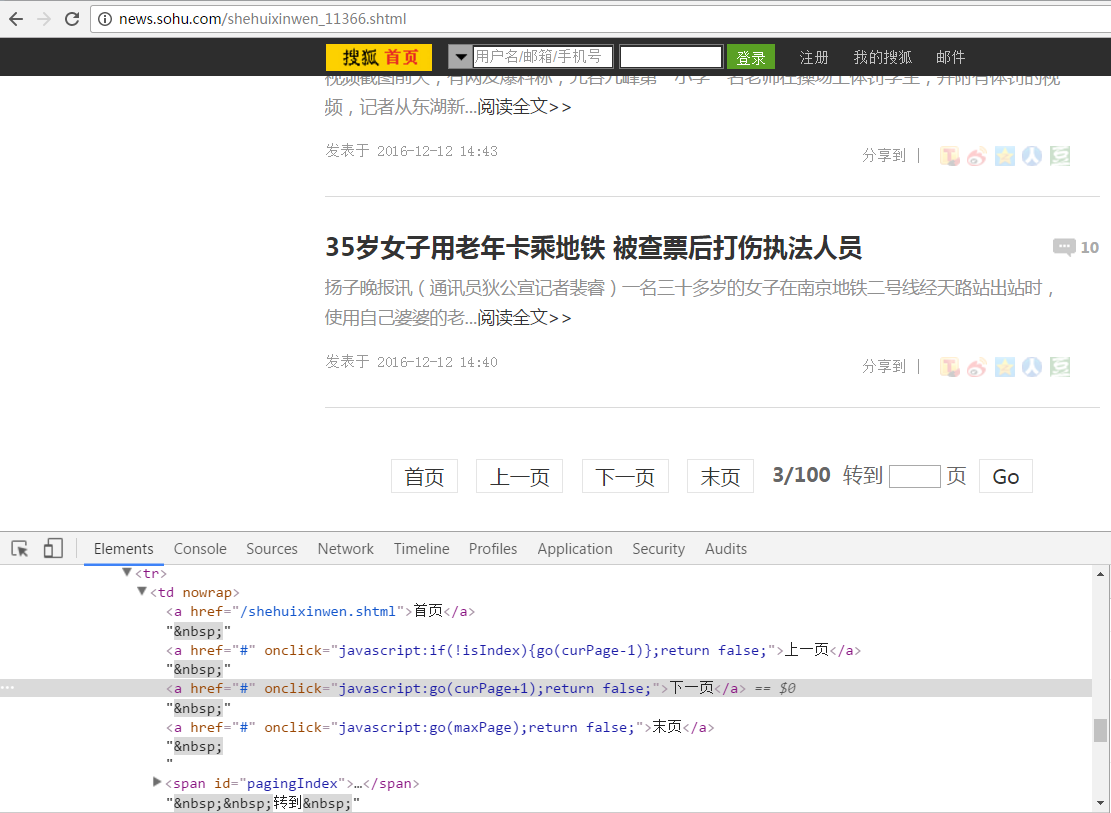 news.sohu.com/shehuixinwen_11366.shtml
搜狐 首页 用户名/邮箱/手机号 登录 注册 我的搜狐 邮件
频，记者从东湖新...阅读全文>>
发表于 2016-12-12 14:43 分享到 |
35岁女子用老年卡乘地铁 被查票后打伤执法人员 10
扬子晚报讯（通讯员狄公宣记者裴睿）一名三十多岁的女子在南京地铁二号线经天路站出站时，
使用自己婆婆的老...阅读全文>>
发表于 2016-12-12 14:40 分享到 |
首页 上一页 下一页 末页 3/100 转到 页 Go
Elements Console Sources Network Timeline Profiles Application Security Audits
<tr>
<td nowrap>
<a href="/shehuixinwen.shtml">首页</a>
"&nbsp;"
<a href="#" onclick="javascript:if(!isIndex){go(curPage-1)};return false;">上一页</a>
"&nbsp;"
<a href="#" onclick="javascript:go(curPage+1);return false;">下一页</a> == $0
"&nbsp;"
<a href="#" onclick="javascript:go(maxPage);return false;">末页</a>
"&nbsp;
"
<span id="pagingIndex">…</span>
"&nbsp;&nbsp;转到&nbsp;"